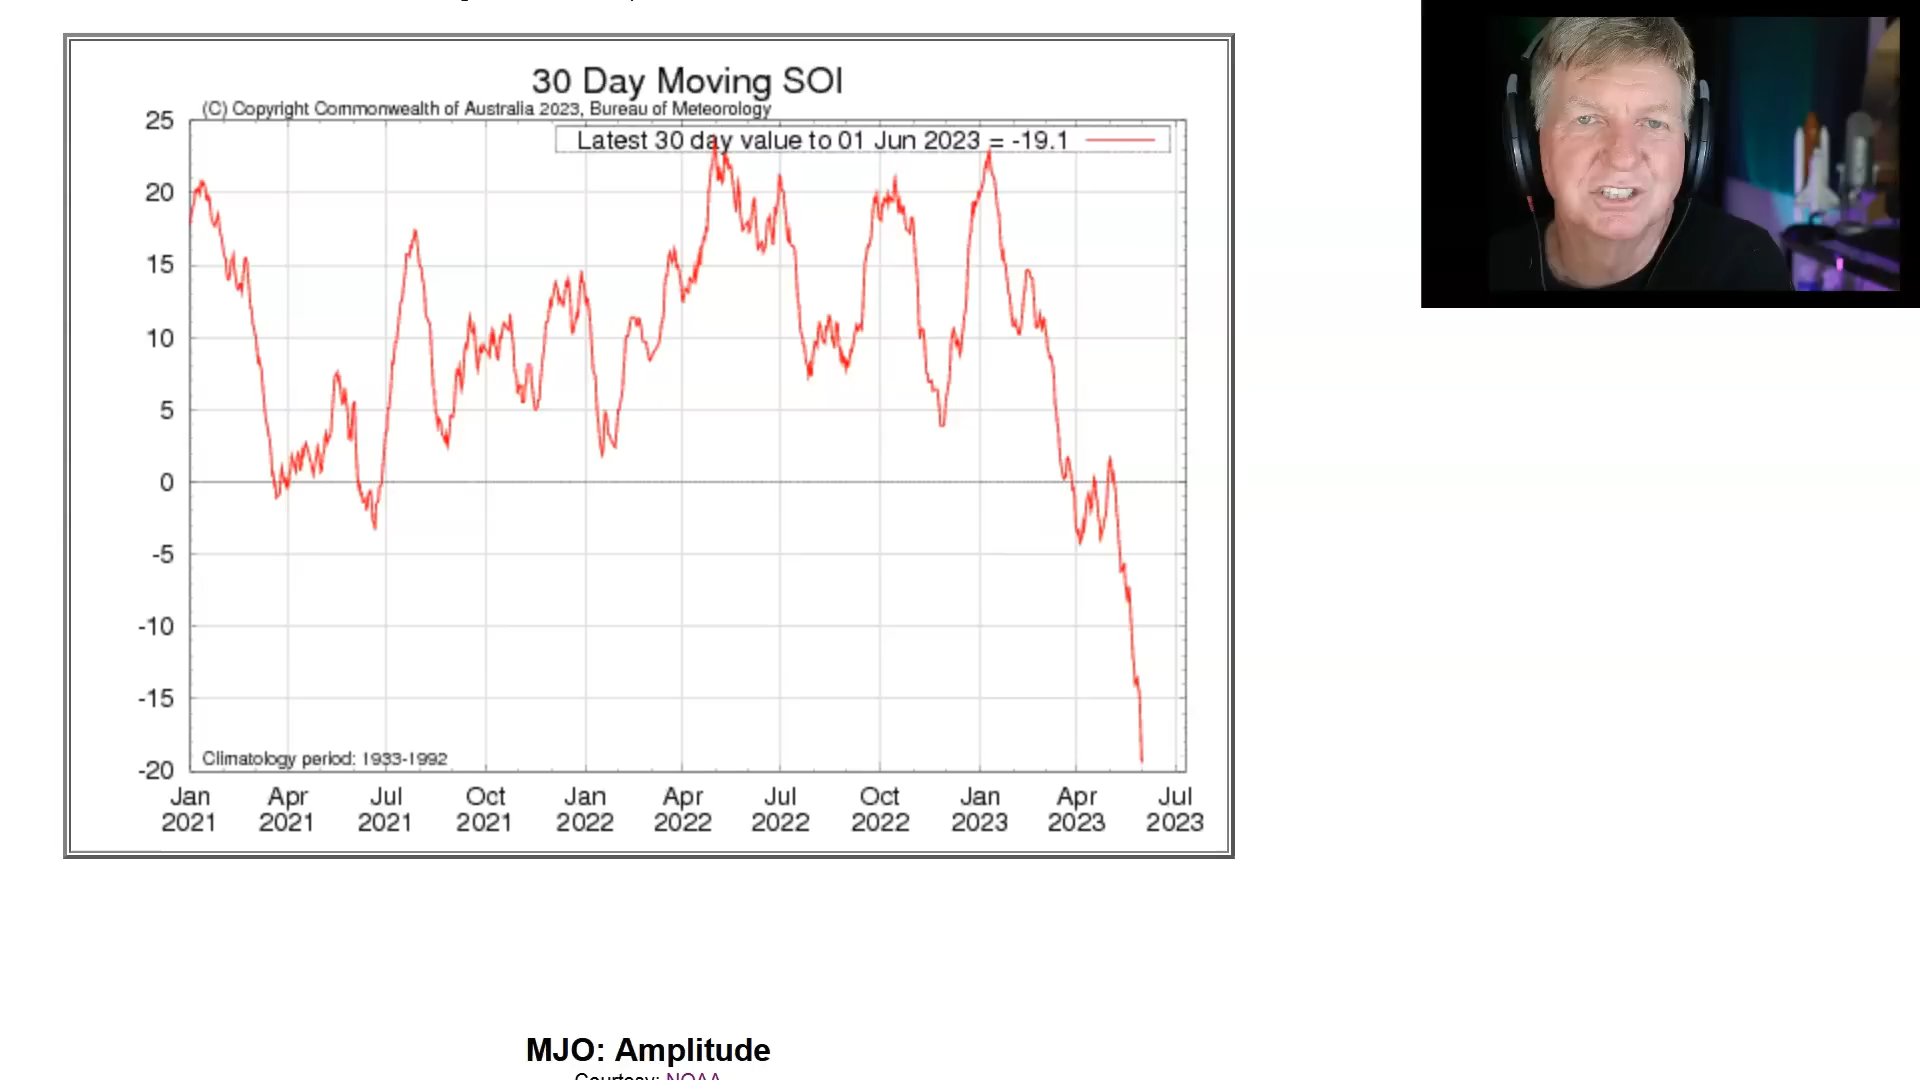 30 Day Moving SOI
(C) Copyright Commonwealth of Australia 2023, Bureau of Meteorology
Latest 30 day value to 01 Jun 2023 = -19.1
25
20
15
10
5
0
-5
-10
-15
-20
Climatology period: 1933-1992
Jan Apr Jul Oct Jan Apr Jul Oct Jan Apr Jul
2021 2021 2021 2021 2022 2022 2022 2022 2023 2023 2023
MJO: Amplitude
Courtesy: NOAA